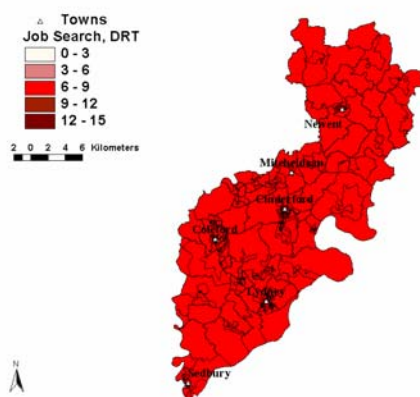 Towns
Job Search, DRT
0 - 3
3 - 6
6 - 9
9 - 12
12 - 15
2 0 2 4 6 Kilometers
Newent
Mitcheldean
Cinderford
Coleford
Lydney
Sedbury
N